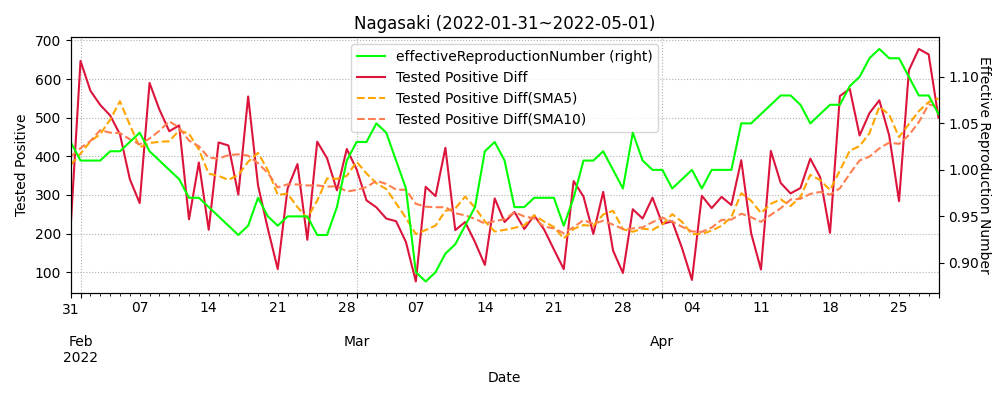 Nagasaki (2022-01-31~2022-05-01)
effectiveReproductionNumber (right)
Tested Positive Diff
Tested Positive Diff(SMA5)
Tested Positive Diff(SMA10)
Tested Positive
700
600
500
400
300
200
100
Effective Reproduction Number
1.10
1.05
1.00
0.95
0.90
31 07 14 21 28 07 14 21 28 04 11 18 25
Feb Mar Apr
2022
Date